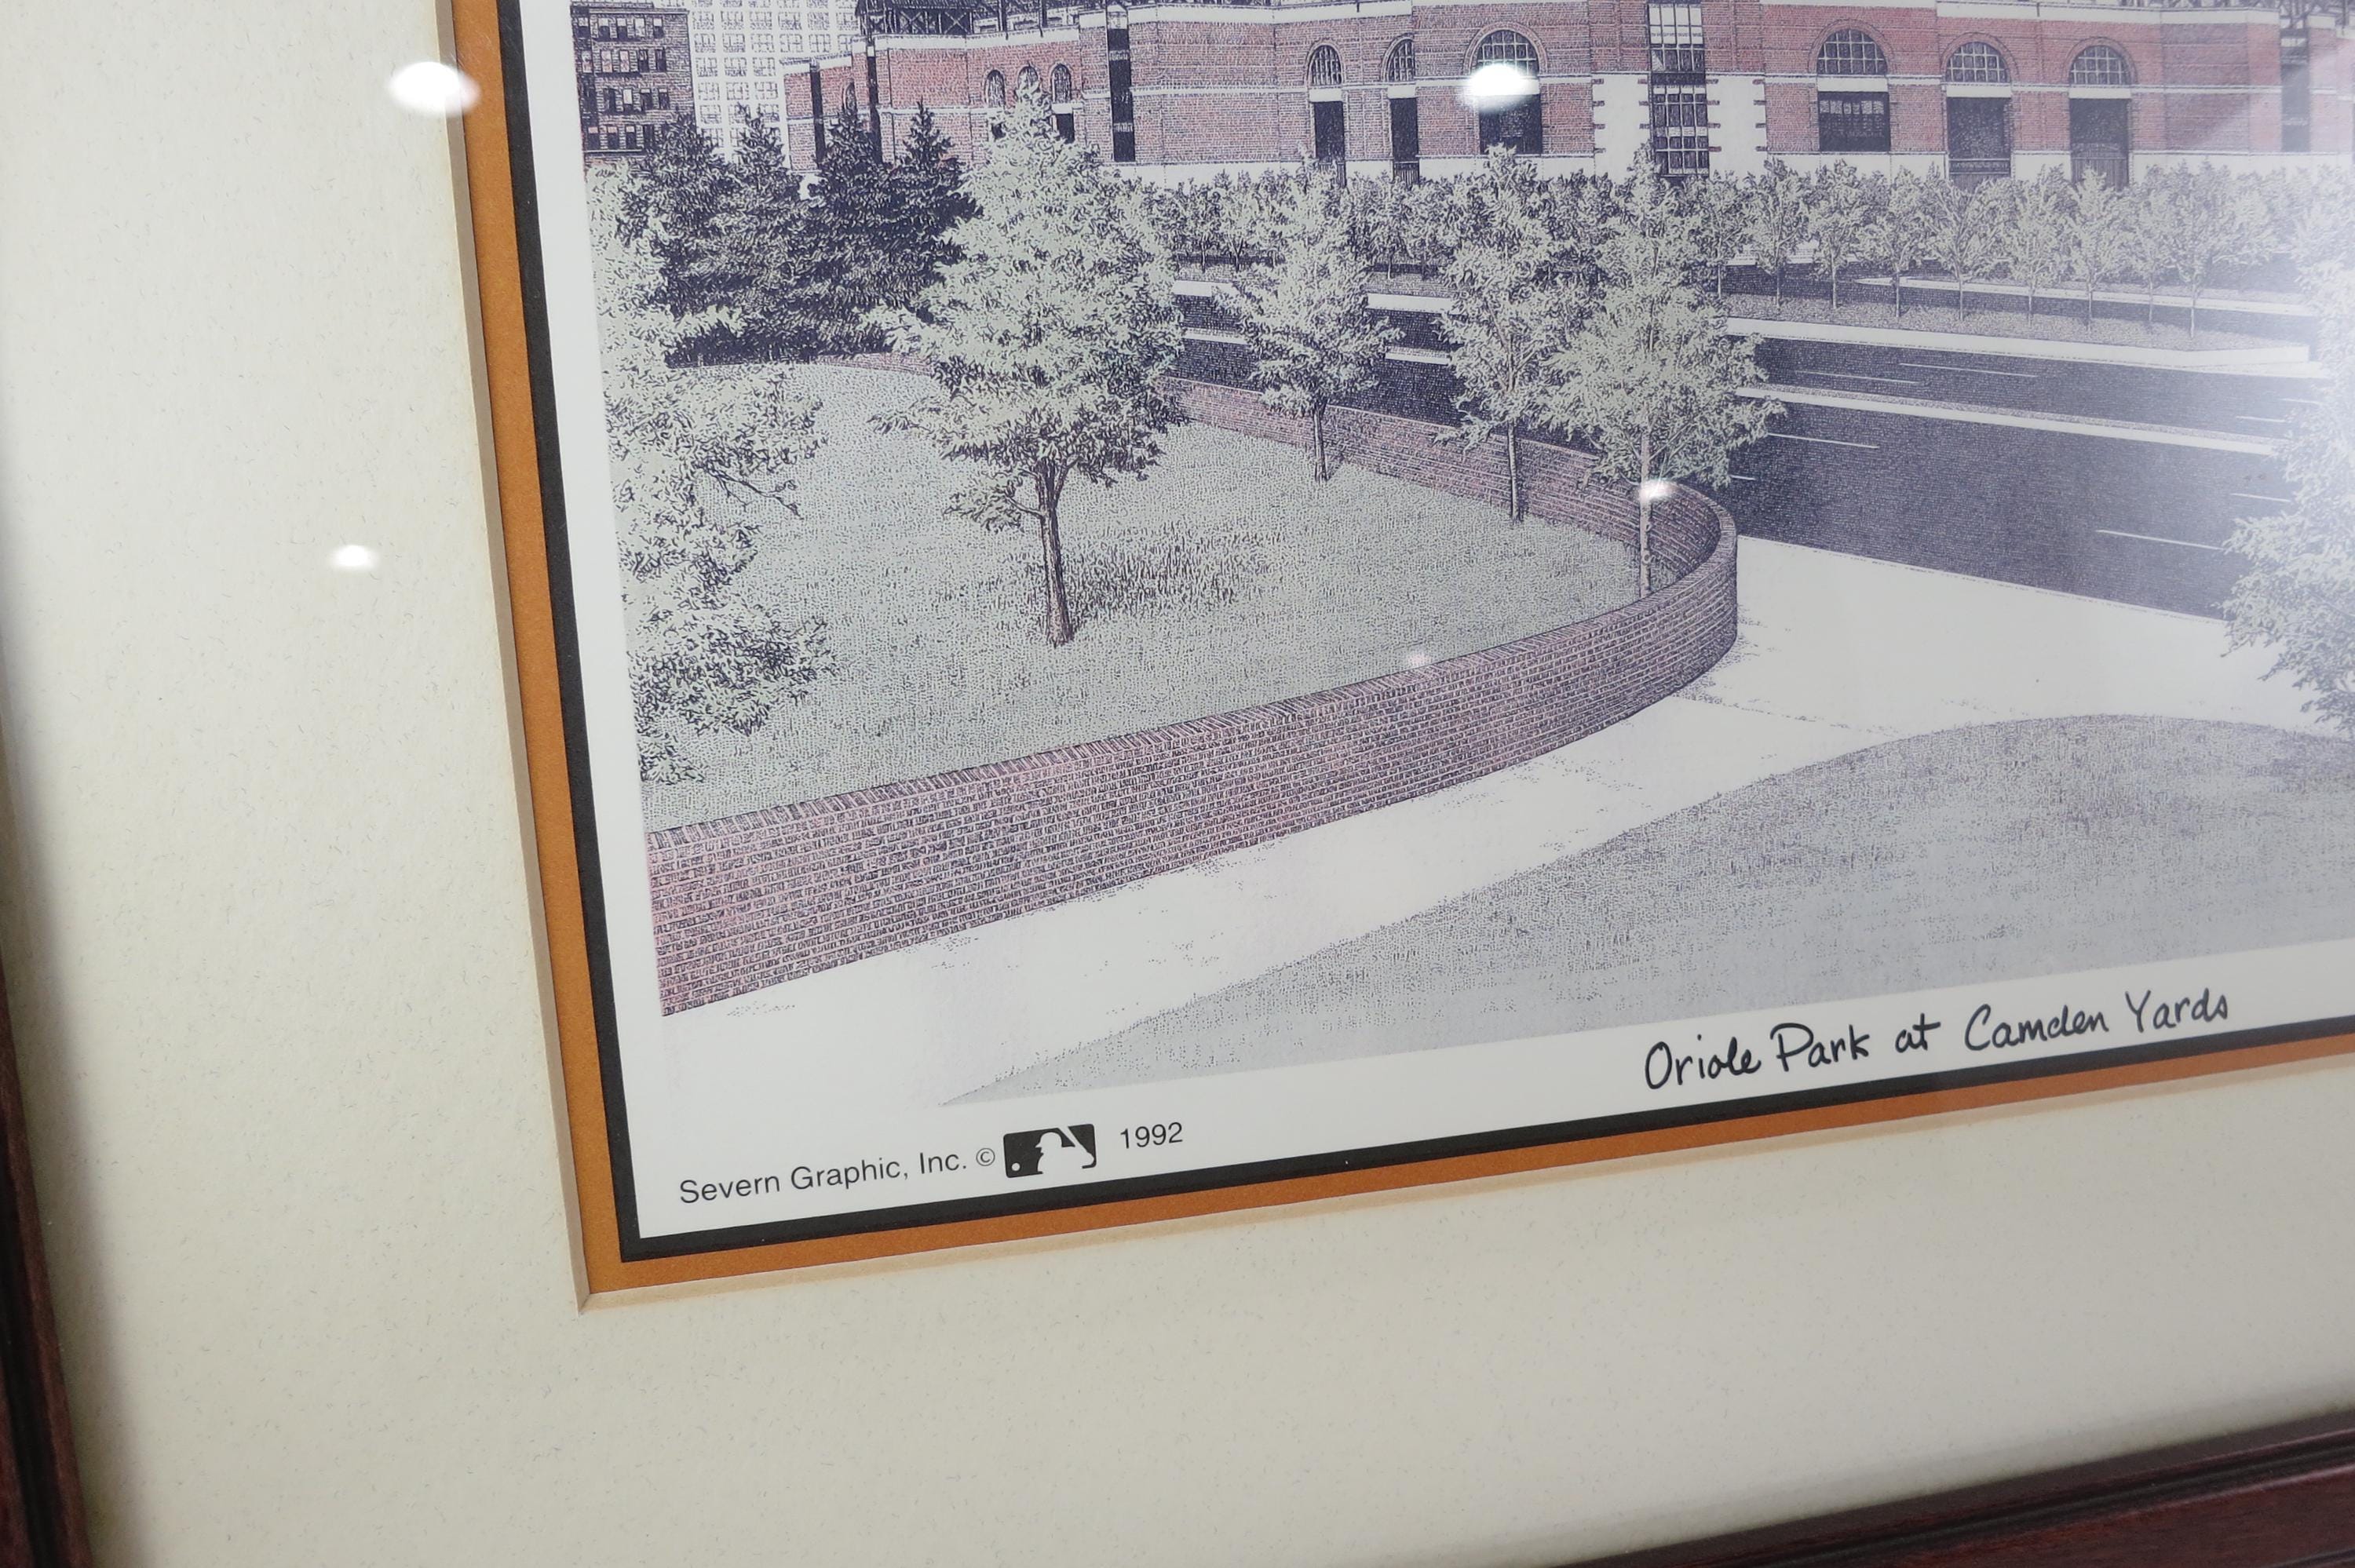 Oriole Park at Camden Yards
Severn Graphic, Inc. © 1992